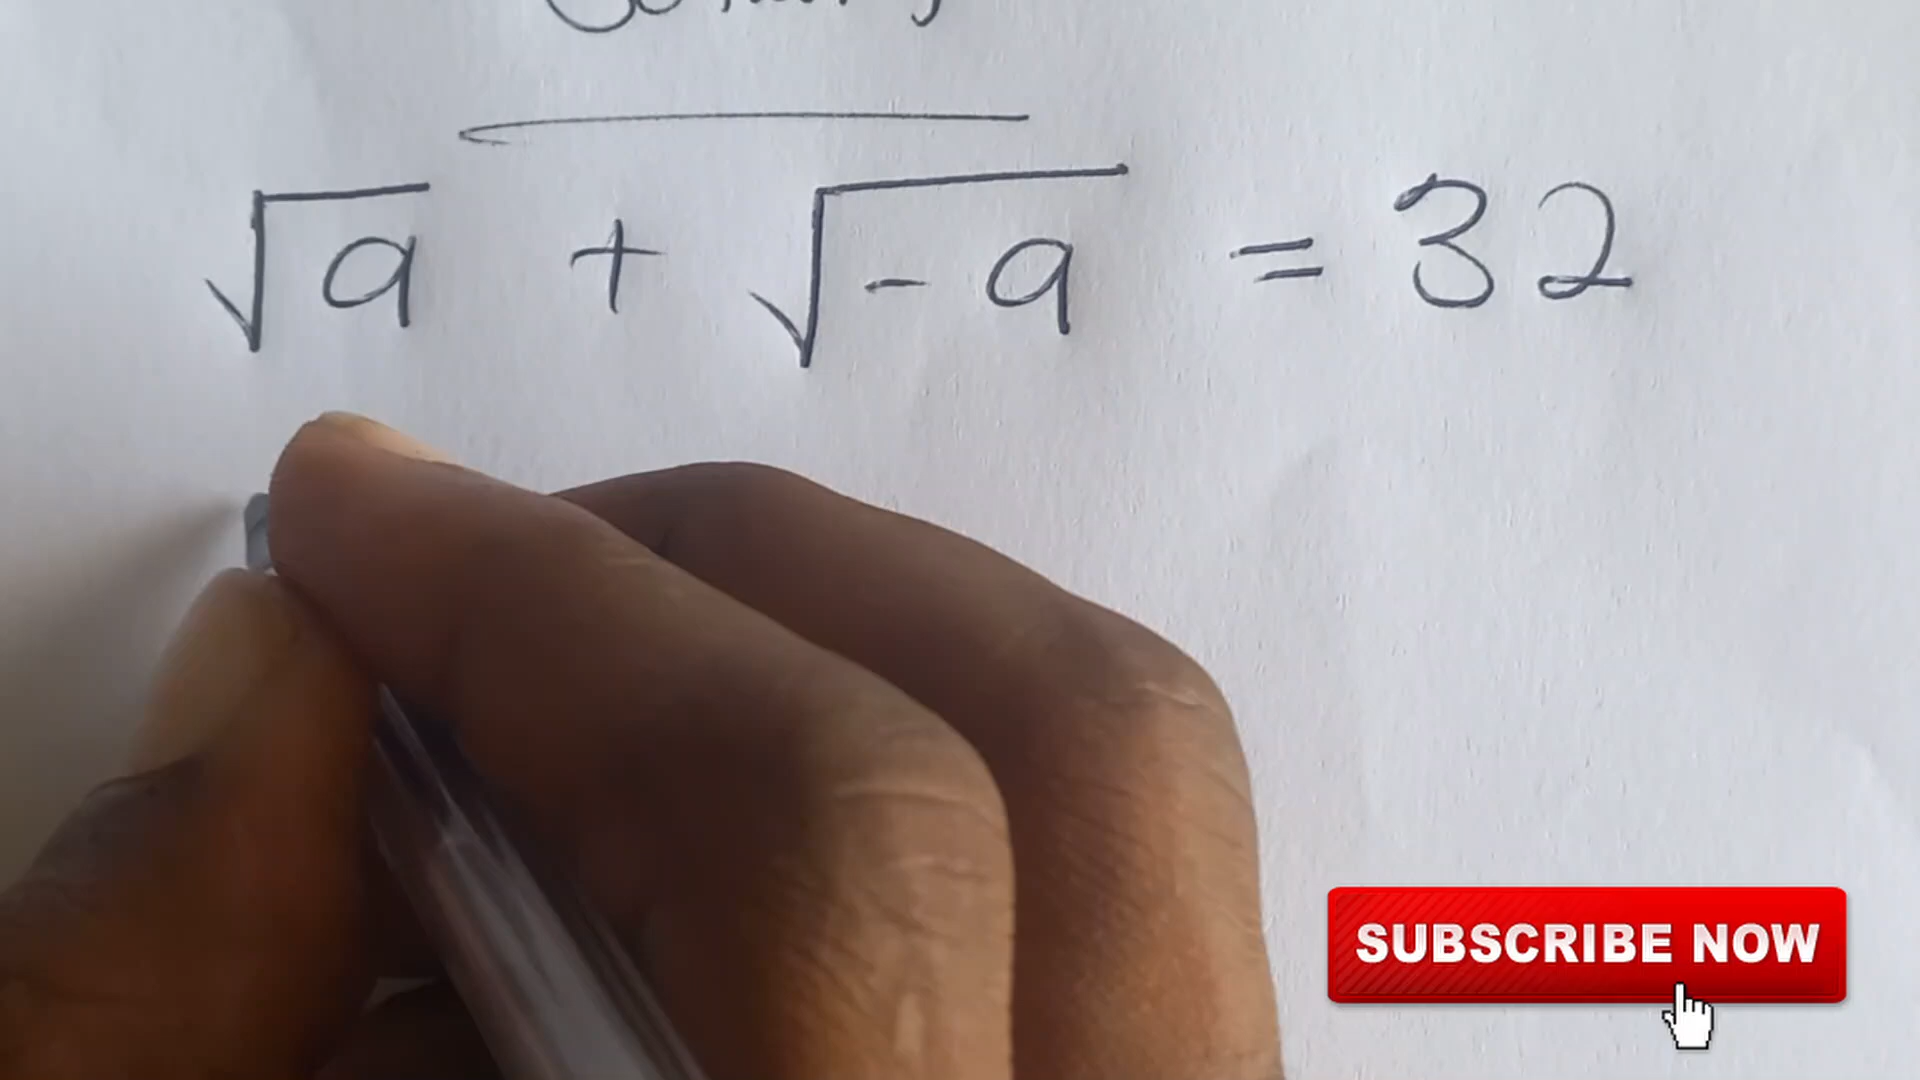 √a + √-a = 32
SUBSCRIBE NOW